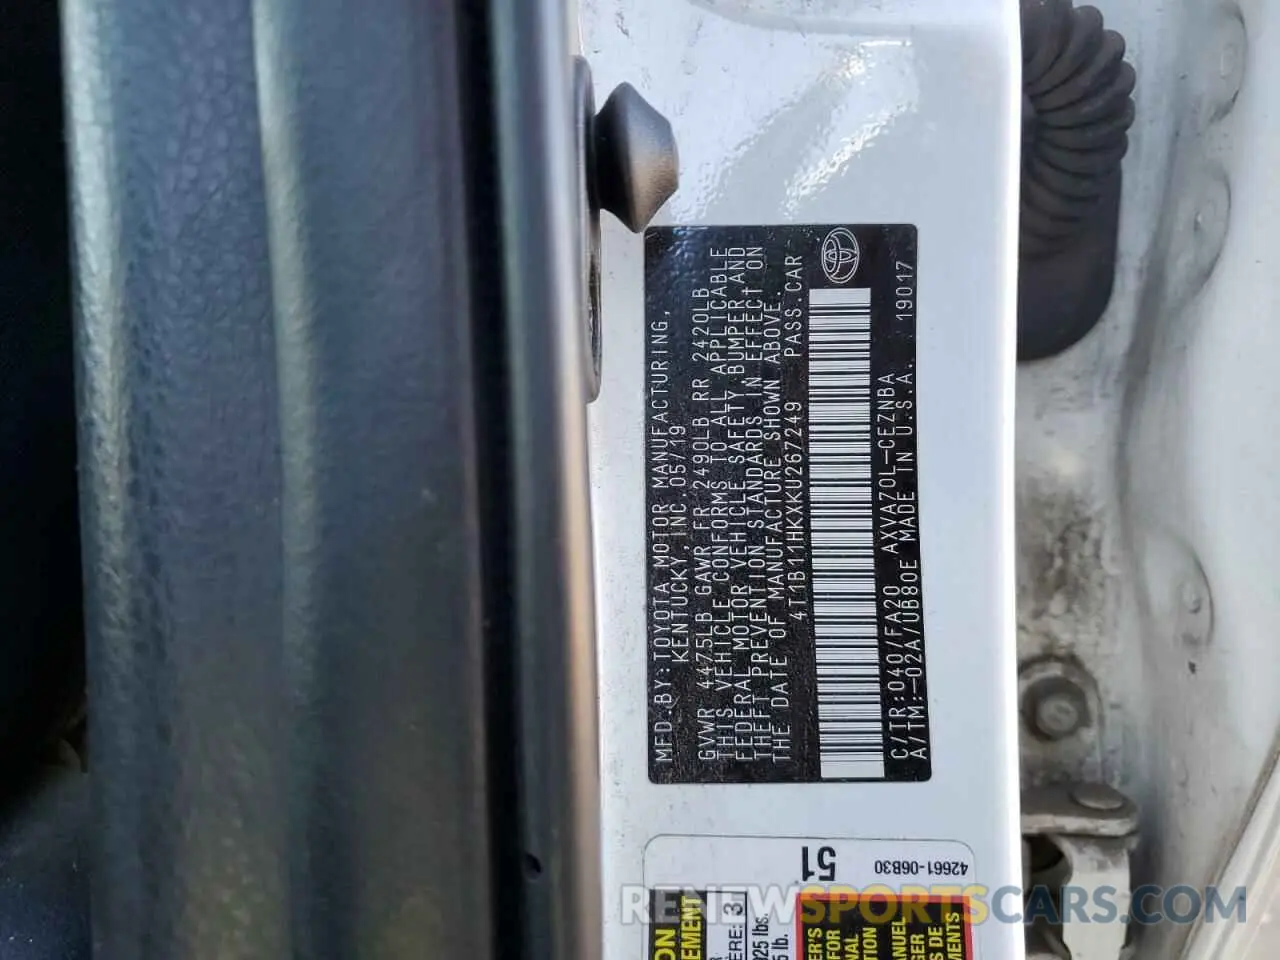 MFD.BY:TOYOTA MOTOR MANUFACTURING,
KENTUCKY, INC.05/19
GVWR 4475LB GAWR FR 2490LB RR 2420LB
THIS VEHICLE CONFORMS TO ALL APPLICABLE
FEDERAL MOTOR VEHICLE SAFETY,BUMPER,AND
THEFT PREVENTION STANDARDS IN EFFECT ON
THE DATE OF MANUFACTURE SHOWN ABOVE.
4T1B11HKXKU267249 PASS.CAR
C/TR:040/FA20 AXVA70L-CEZNBA
A/TM:-02A/UB80E MADE IN U.S.A. 19017
51
42661-06B30
RENEWSPORTSCARS.COM